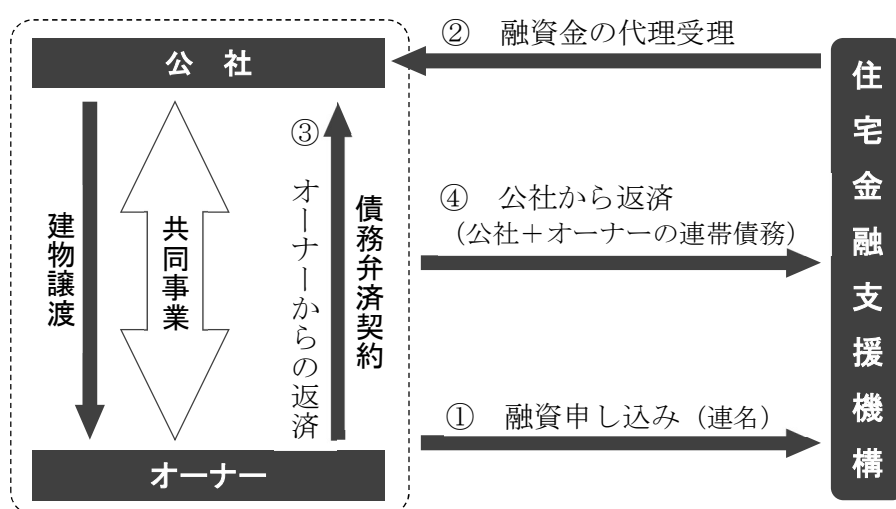 ② 融資金の代理受理
公 社
③ オーナーからの返済
債務弁済契約
共同事業
建物譲渡
④ 公社から返済
（公社＋オーナーの連帯債務）
① 融資申し込み（連名）
オーナー
住宅金融支援機構